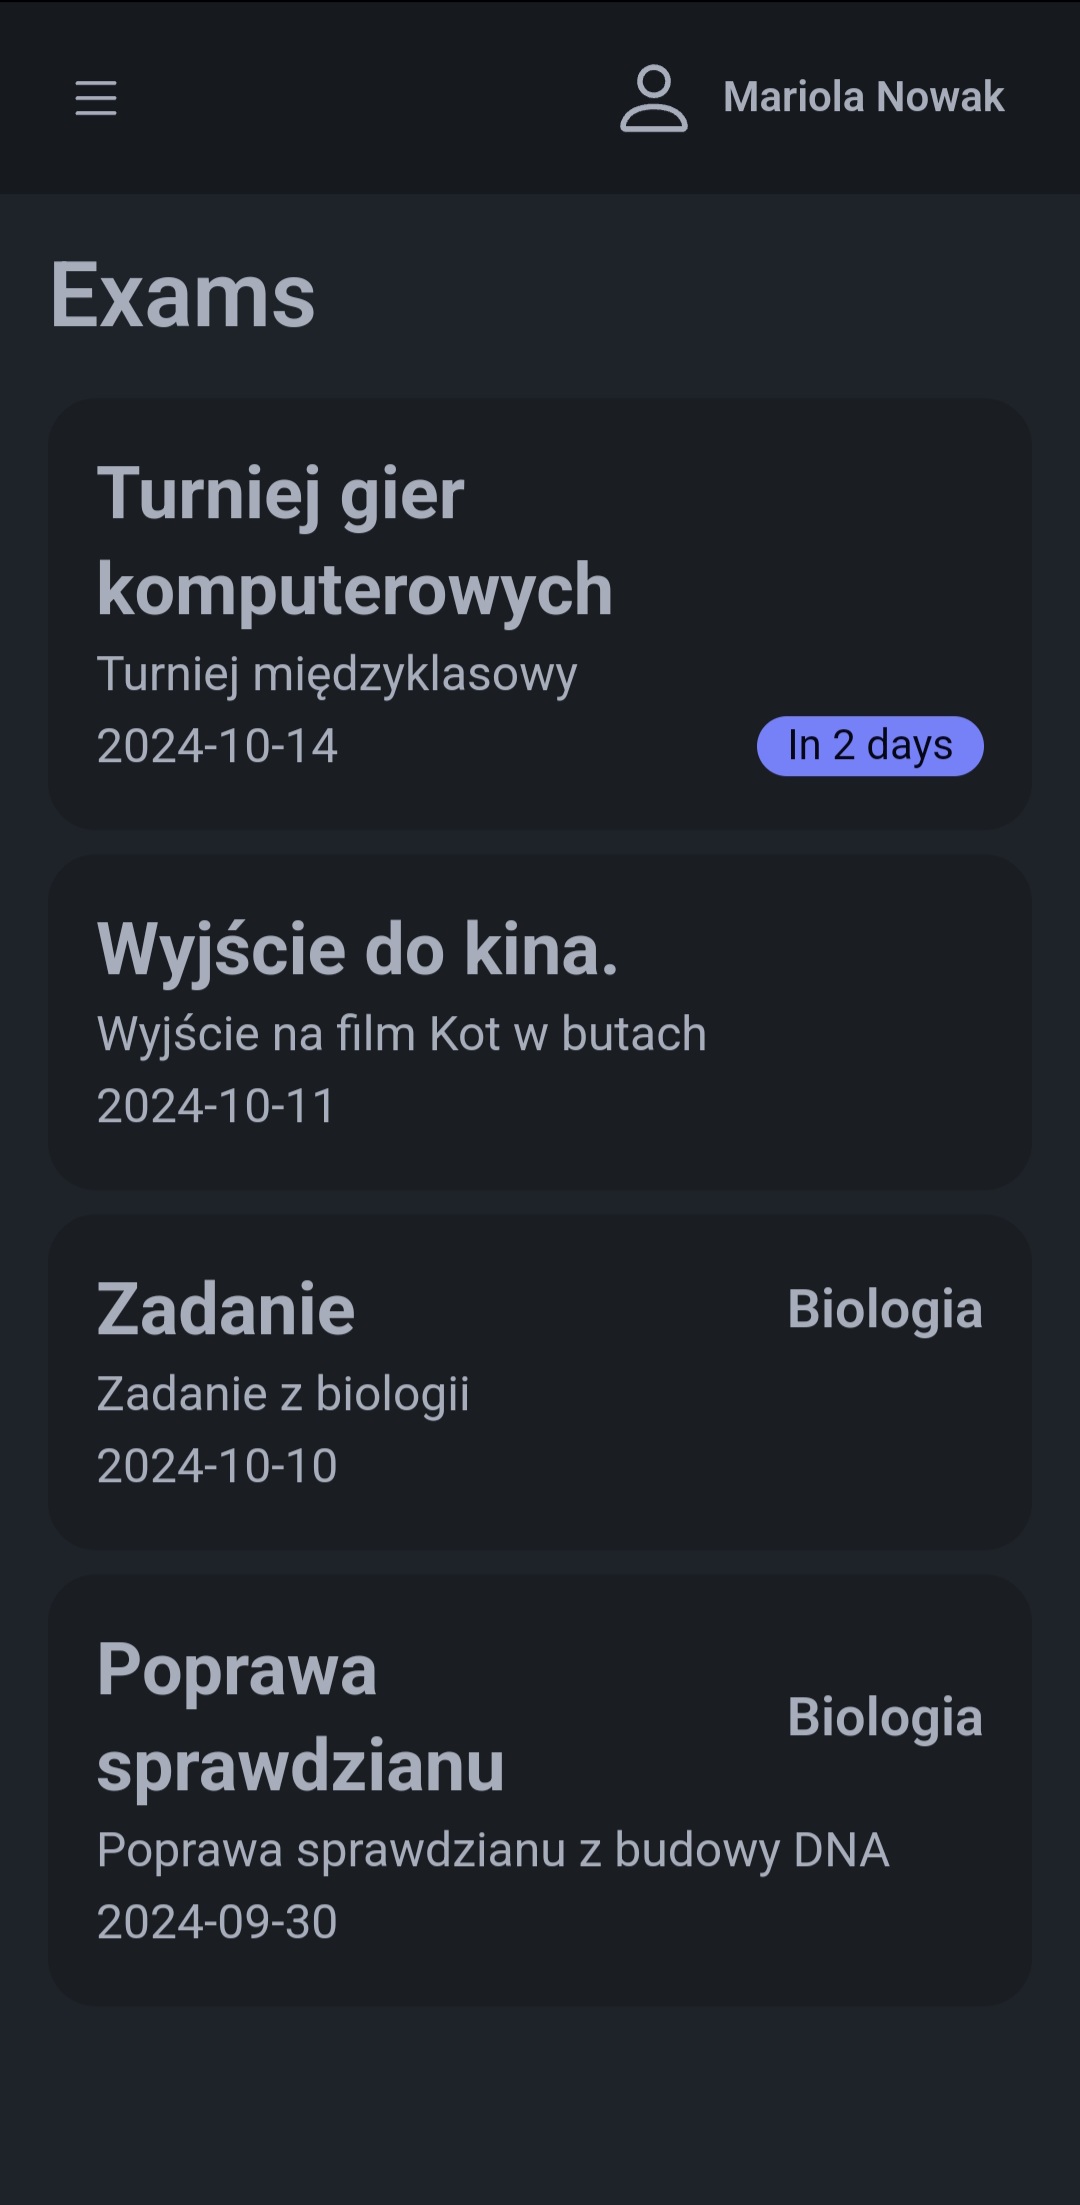 Mariola Nowak
Exams
Turniej gier
komputerowych
Turniej międzyklasowy
2024-10-14
In 2 days
Wyjście do kina.
Wyjście na film Kot w butach
2024-10-11
Zadanie
Biologia
Zadanie z biologii
2024-10-10
Poprawa
sprawdzianu
Biologia
Poprawa sprawdzianu z budowy DNA
2024-09-30